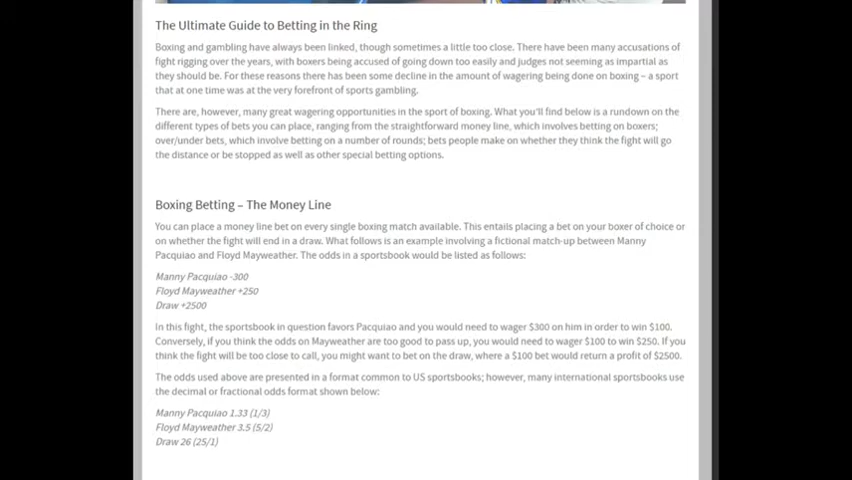 The Ultimate Guide to Betting in the Ring
Boxing and gambling have always been linked, though sometimes a little too close. There have been many accusations of
fight rigging over the years, with boxers being accused of going down too easily and judges not seeming as impartial as
they should be. For these reasons there has been some decline in the amount of wagering being done on boxing – a sport
that at one time was at the very forefront of sports gambling.
There are, however, many great wagering opportunities in the sport of boxing. What you'll find below is a rundown on the
different types of bets you can place, ranging from the straightforward money line, which involves betting on boxers;
over/under bets, which involve betting on a number of rounds; bets people make on whether they think the fight will go
the distance or be stopped as well as other special betting options.
Boxing Betting – The Money Line
You can place a money line bet on every single boxing match available. This entails placing a bet on your boxer of choice or
on whether the fight will end in a draw. What follows is an example involving a fictional match-up between Manny
Pacquiao and Floyd Mayweather. The odds in a sportsbook would be listed as follows:
Manny Pacquiao -300
Floyd Mayweather +250
Draw +2500
In this fight, the sportsbook in question favors Pacquiao and you would need to wager $300 on him in order to win $100.
Conversely, if you think the odds on Mayweather are too good to pass up, you would need to wager $100 to win $250. If you
think the fight will be too close to call, you might want to bet on the draw, where a $100 bet would return a profit of $2500.
The odds used above are presented in a format common to US sportsbooks; however, many international sportsbooks use
the decimal or fractional odds format shown below:
Manny Pacquiao 1.33 (1/3)
Floyd Mayweather 3.5 (5/2)
Draw 26 (25/1)